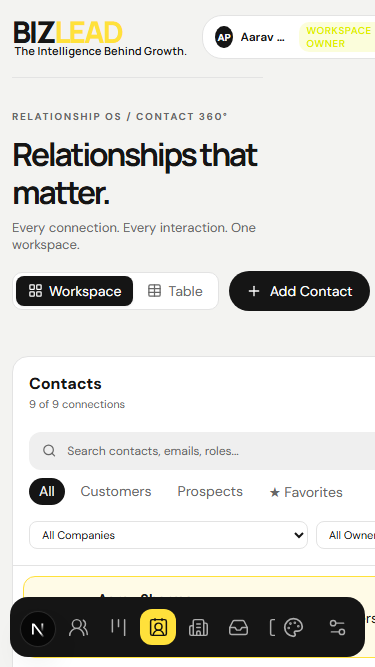 BIZLEAD
The Intelligence Behind Growth.
AP Aarav ... WORKSPACE OWNER
RELATIONSHIP OS / CONTACT 360°
Relationships that
matter.
Every connection. Every interaction. One
workspace.
Workspace Table + Add Contact
Contacts
9 of 9 connections
Search contacts, emails, roles...
All Customers Prospects ★ Favorites
All Companies All Owner
N